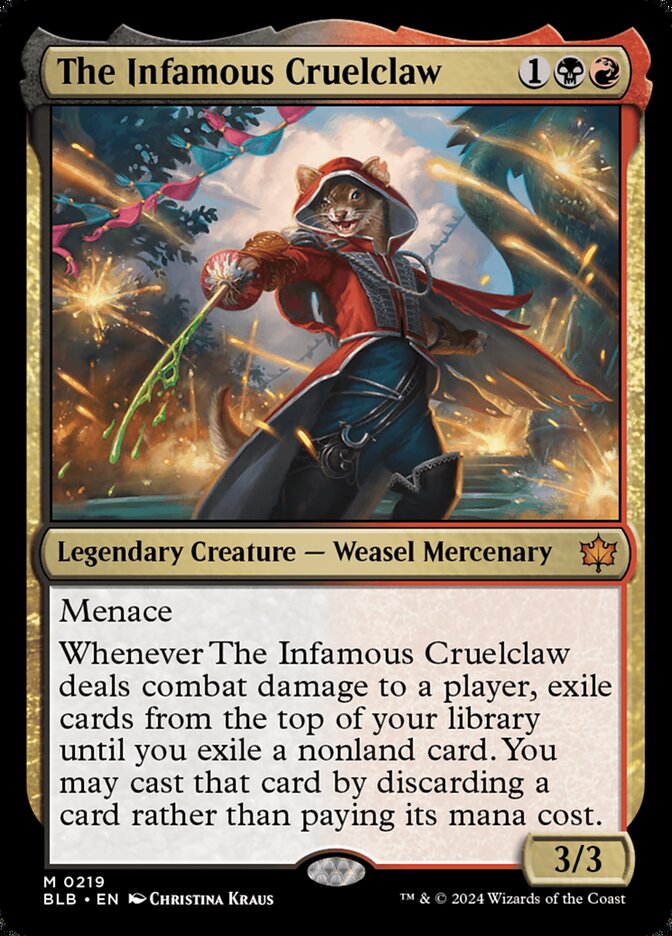 The Infamous Cruelclaw 1
Legendary Creature — Weasel Mercenary
Menace
Whenever The Infamous Cruelclaw
deals combat damage to a player, exile
cards from the top of your library
until you exile a nonland card. You
may cast that card by discarding a
card rather than paying its mana cost.
3/3
M 0219
BLB • EN Christina Kraus ™ & © 2024 Wizards of the Coast